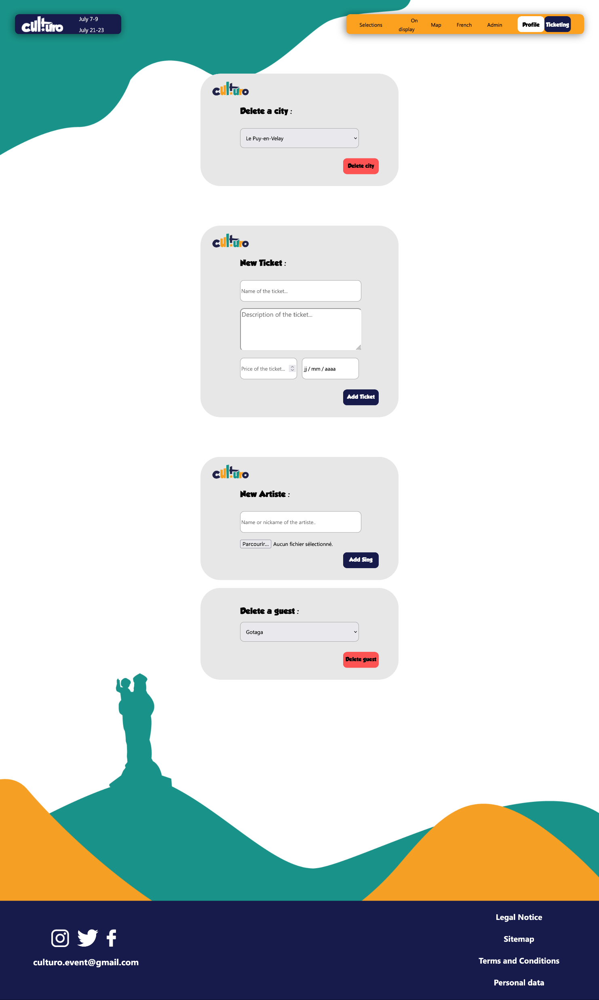 culturo
July 7-9
July 21-23
Selections
On
display
Map
French
Admin
Profile
Ticketing
culturo
Delete a city :
Le Puy-en-Velay
Delete city
culturo
New Ticket :
Name of the ticket...
Description of the ticket...
Price of the ticket...
jj / mm / aaaa
Add Ticket
culturo
New Artiste :
Name or nickame of the artiste..
Parcourir... Aucun fichier sélectionné.
Add Sing
Delete a guest :
Gotaga
Delete guest
culturo.event@gmail.com
Legal Notice
Sitemap
Terms and Conditions
Personal data